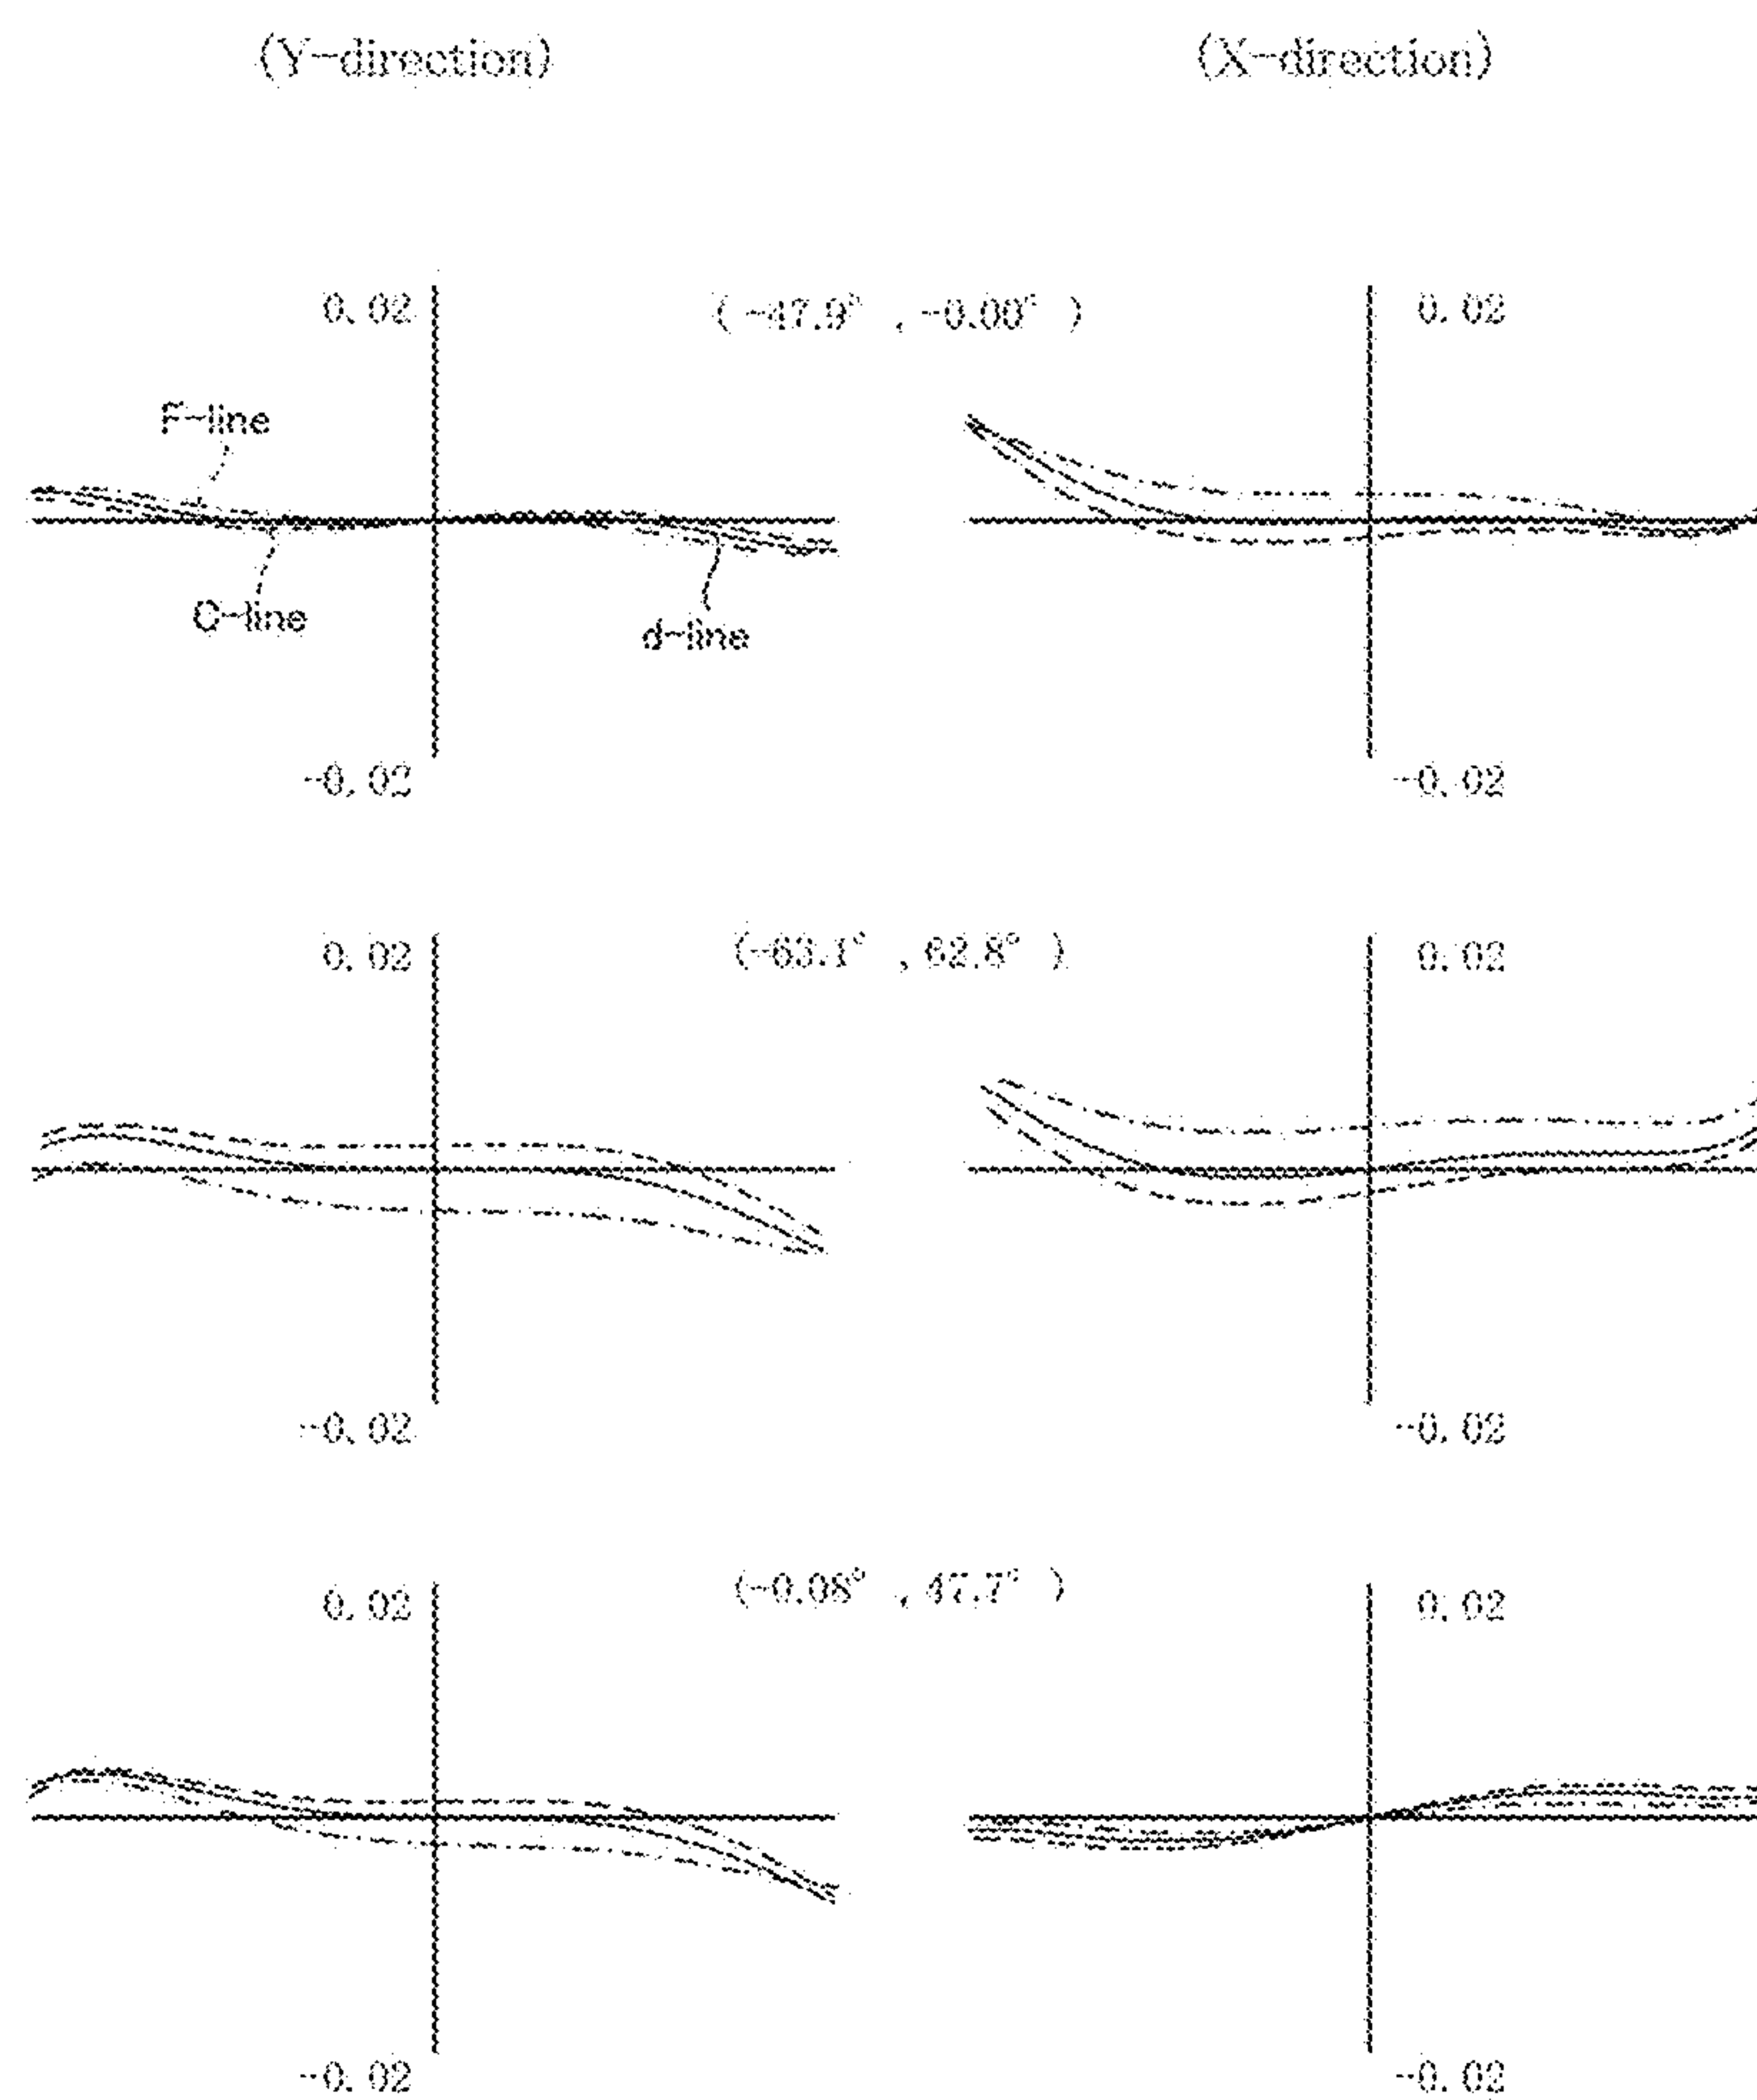 (Y-direction) (X-direction)
0.02 (-47.9° , -0.00° ) 0.02
F-line
C-line
d-line
-0.02 -0.02
0.02 (-63.1° , 62.8° ) 0.02
-0.02 -0.02
0.02 (-0.08° , 47.7° ) 0.02
-0.02 -0.02